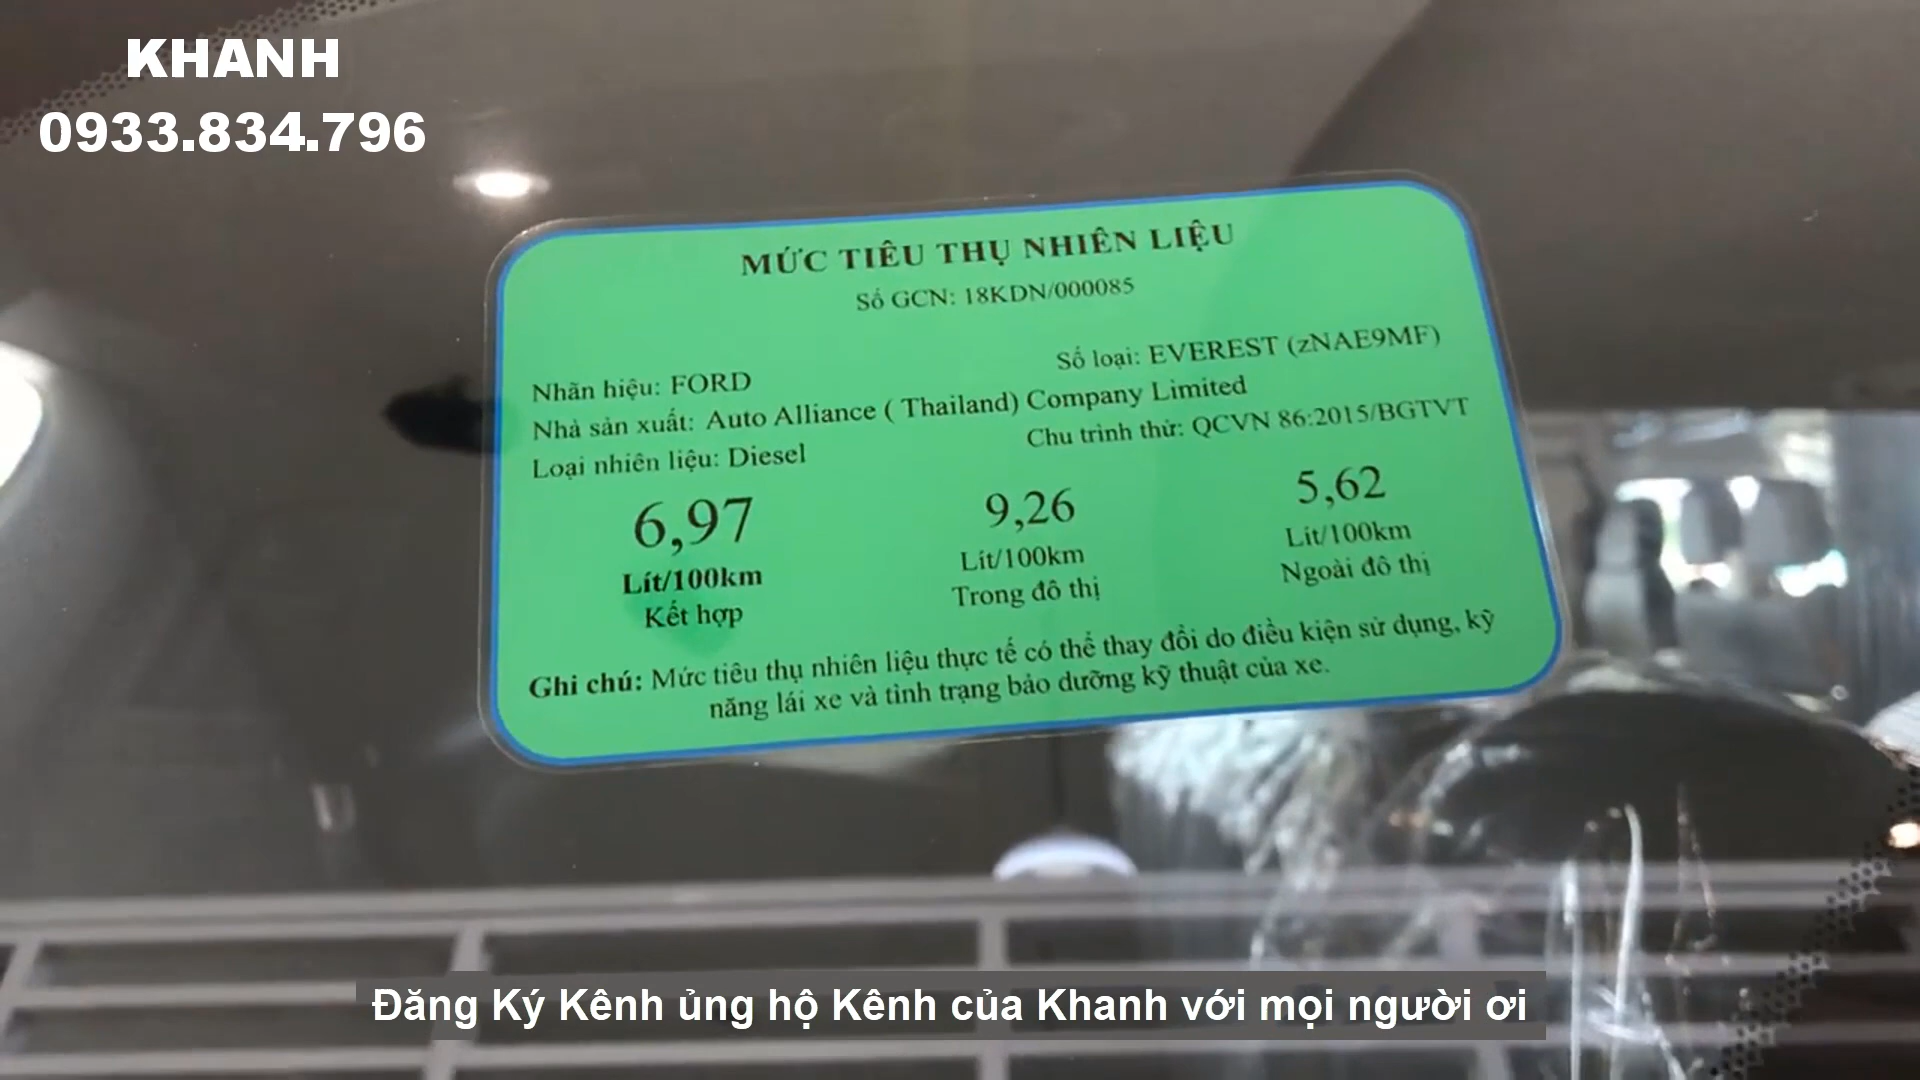 KHANH
0933.834.796
MỨC TIÊU THỤ NHIÊN LIỆU
Số GCN: 18KDN/000085
Nhãn hiệu: FORD
Số loại: EVEREST (zNAE9MF)
Nhà sản xuất: Auto Alliance ( Thailand) Company Limited
Loại nhiên liệu: Diesel
Chu trình thử: QCVN 86:2015/BGTVT
6,97
Lít/100km
Kết hợp
9,26
Lít/100km
Trong đô thị
5,62
Lít/100km
Ngoài đô thị
Ghi chú: Mức tiêu thụ nhiên liệu thực tế có thể thay đổi do điều kiện sử dụng, kỹ
năng lái xe và tình trạng bảo dưỡng kỹ thuật của xe.
Đăng Ký Kênh ủng hộ Kênh của Khanh với mọi người ơi